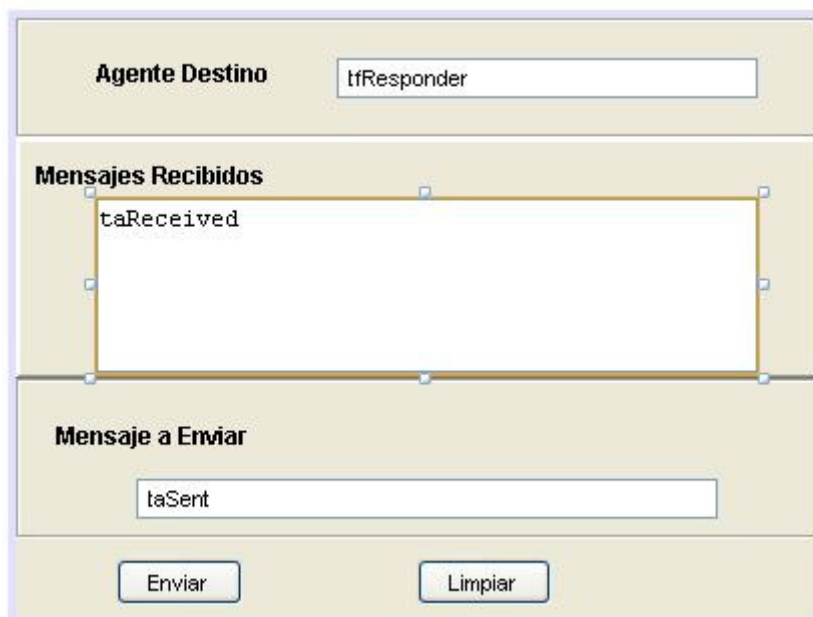 Agente Destino tfResponder
Mensajes Recibidos
taReceived
Mensaje a Enviar
taSent
Enviar Limpiar